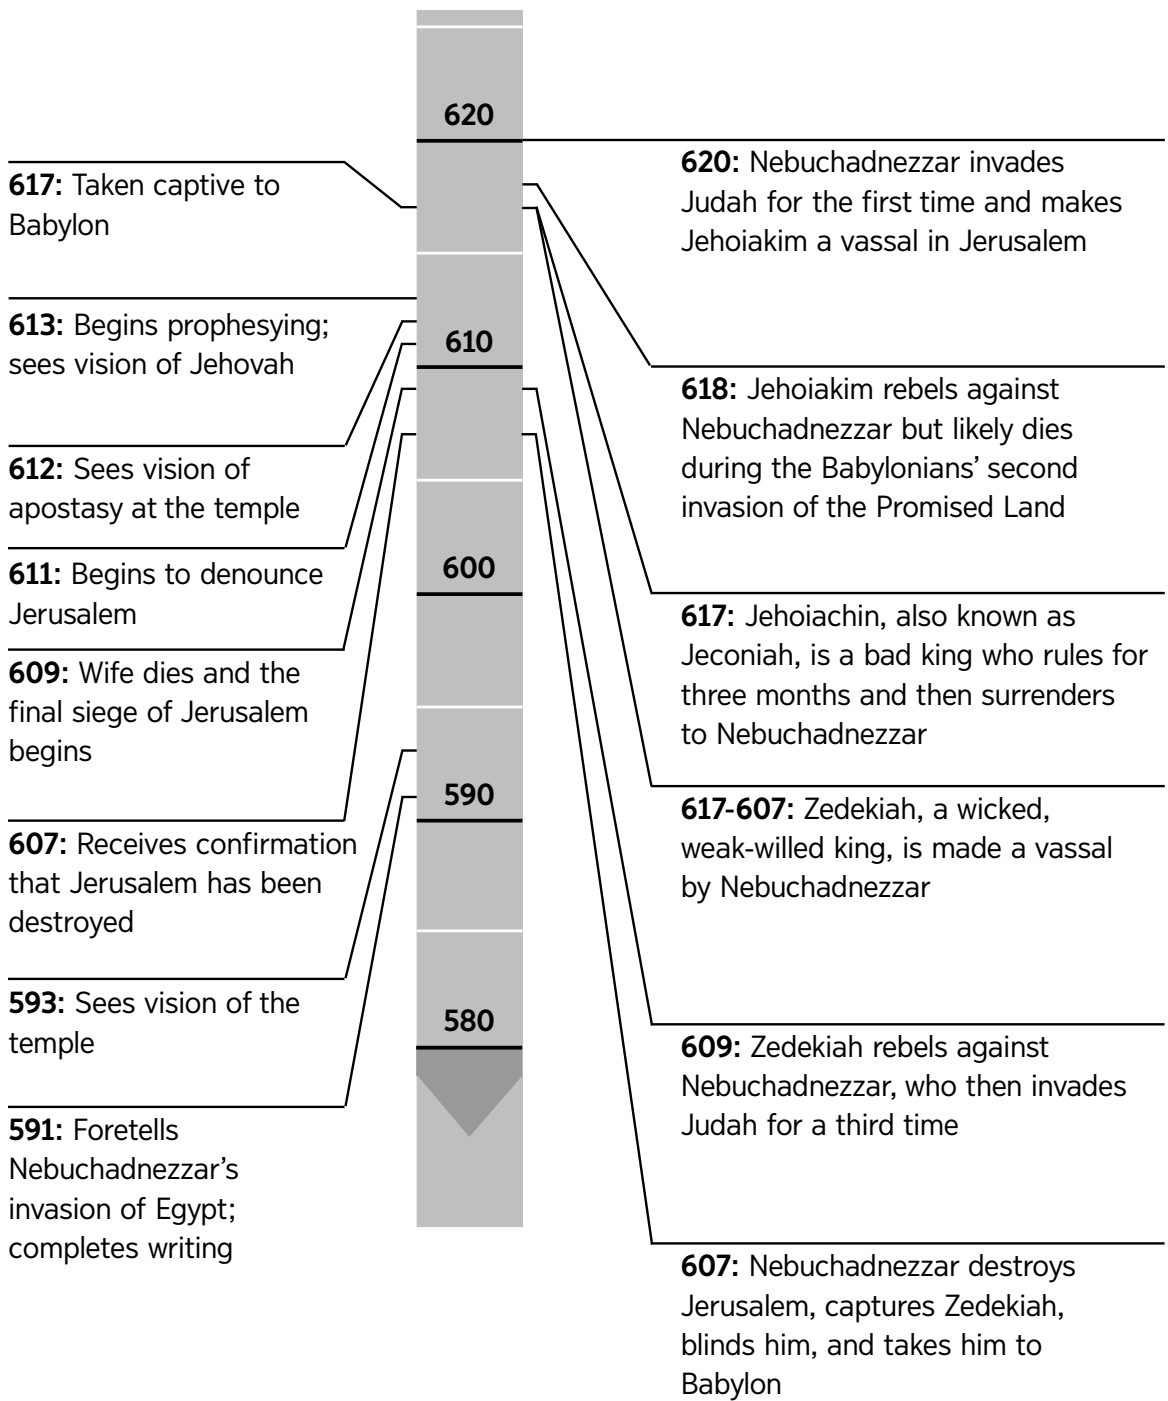 617: Taken captive to
Babylon
613: Begins prophesying;
sees vision of Jehovah
612: Sees vision of
apostasy at the temple
611: Begins to denounce
Jerusalem
609: Wife dies and the
final siege of Jerusalem
begins
607: Receives confirmation
that Jerusalem has been
destroyed
593: Sees vision of the
temple
591: Foretells
Nebuchadnezzar’s
invasion of Egypt;
completes writing
620
610
600
590
580
620: Nebuchadnezzar invades
Judah for the first time and makes
Jehoiakim a vassal in Jerusalem
618: Jehoiakim rebels against
Nebuchadnezzar but likely dies
during the Babylonians’ second
invasion of the Promised Land
617: Jehoiachin, also known as
Jeconiah, is a bad king who rules for
three months and then surrenders
to Nebuchadnezzar
617-607: Zedekiah, a wicked,
weak-willed king, is made a vassal
by Nebuchadnezzar
609: Zedekiah rebels against
Nebuchadnezzar, who then invades
Judah for a third time
607: Nebuchadnezzar destroys
Jerusalem, captures Zedekiah,
blinds him, and takes him to
Babylon